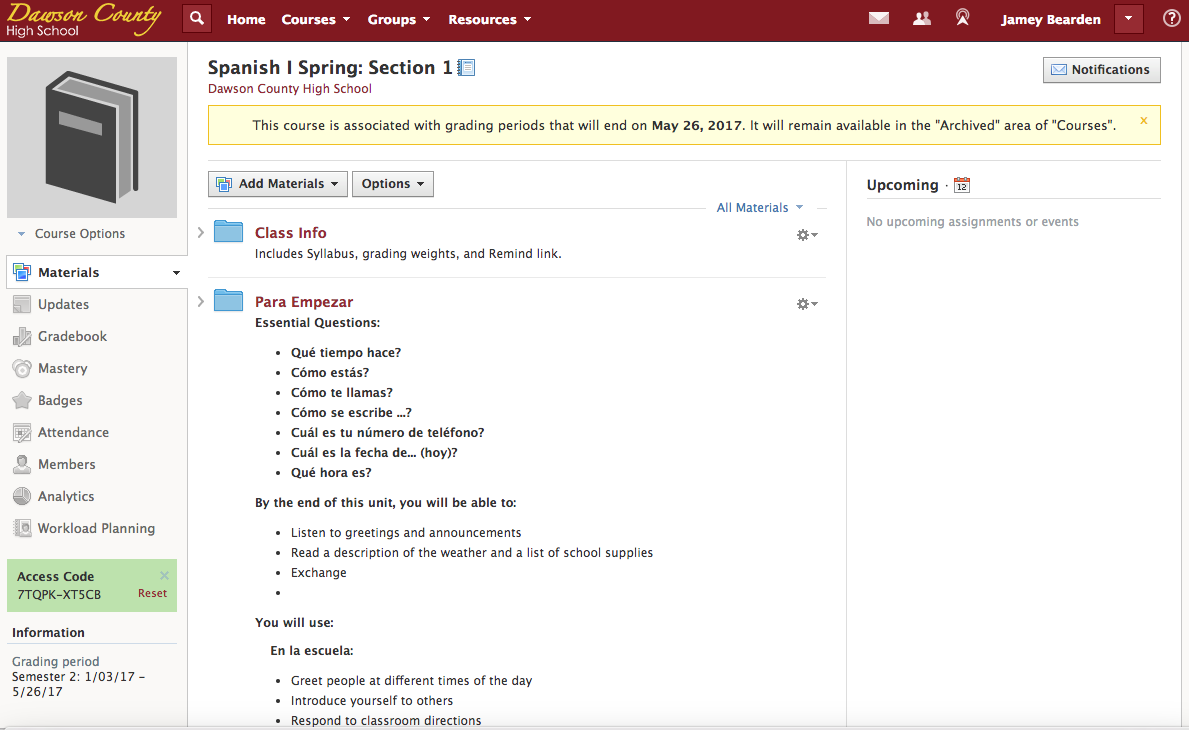 Dawson County
High School
Home Courses Groups Resources Jamey Bearden
Spanish I Spring: Section 1
Dawson County High School
Notifications
This course is associated with grading periods that will end on May 26, 2017. It will remain available in the "Archived" area of "Courses". x
Add Materials Options
All Materials
Class Info
Includes Syllabus, grading weights, and Remind link.
Para Empezar
Essential Questions:
• Qué tiempo hace?
• Cómo estás?
• Cómo te llamas?
• Cómo se escribe ...?
• Cuál es tu número de teléfono?
• Cuál es la fecha de... (hoy)?
• Qué hora es?
By the end of this unit, you will be able to:
• Listen to greetings and announcements
• Read a description of the weather and a list of school supplies
• Exchange
•
You will use:
En la escuela:
• Greet people at different times of the day
• Introduce yourself to others
• Respond to classroom directions
Upcoming · 12
No upcoming assignments or events
Course Options
Materials
Updates
Gradebook
Mastery
Badges
Attendance
Members
Analytics
Workload Planning
Access Code
7TQPK-XT5CB Reset
Information
Grading period
Semester 2: 1/03/17 -
5/26/17